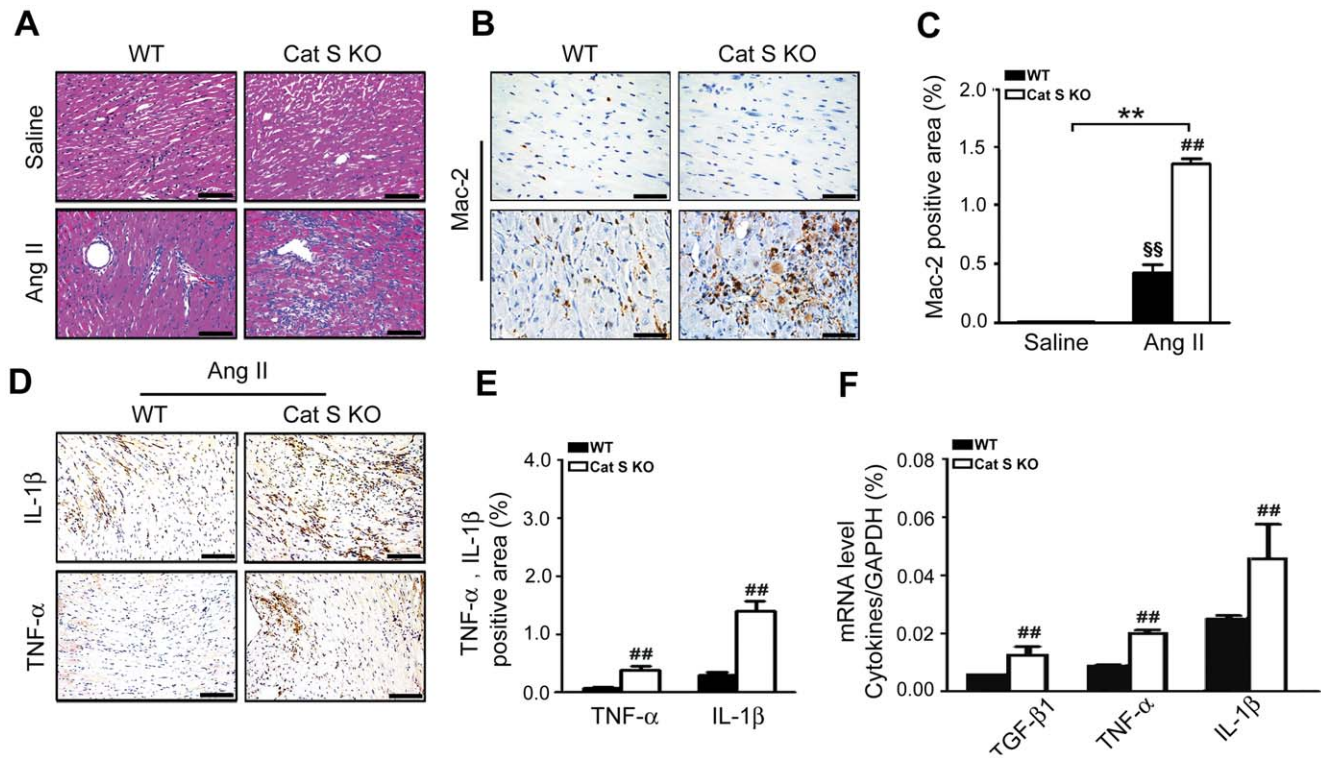 A
WT
Cat S KO
Saline
Ang II
B
WT
Cat S KO
Mac-2
C
WT
Cat S KO
Mac-2 positive area (%)
2.0
1.5
1.0
0.5
0.0
**
##
§§
Saline
Ang II
D
Ang II
WT
Cat S KO
IL-1β
TNF-α
E
WT
Cat S KO
TNF-α , IL-1β
positive area (%)
4.0
3.0
2.0
1.0
0.0
##
##
TNF-α
IL-1β
F
WT
Cat S KO
mRNA level
Cytokines/GAPDH (%)
0.08
0.06
0.04
0.02
0.00
##
##
##
TGF-β1
TNF-α
IL-1β